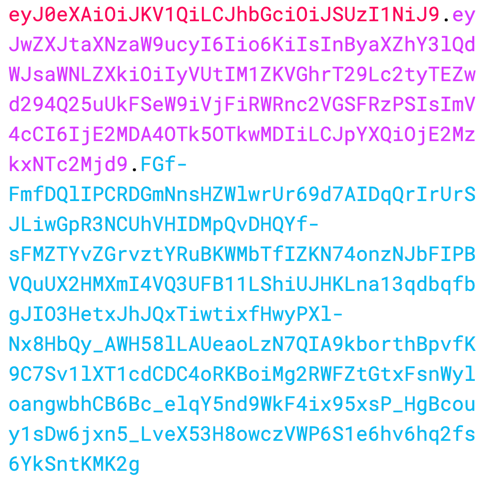 eyJ0eXAiOiJKV1QiLCJhbGciOiJSUzI1NiJ9.ey
JwZXJtaXNzaW9ucyI6Iio6KiIsInByaXZhY3lQd
WJsaWNLZXkiOiIyVUtIM1ZKVGhrT29Lc2tyTEZw
d294Q25uUkFSeW9iVjFiRWRnc2VGSFRzPSIsImV
4cCI6IjE2MDA4OTk5OTkwMDIiLCJpYXQiOjE2Mz
kxNTc2Mjd9.FGf-
FmfDQlIPCRDGmNnsHZWlwrUr69d7AIDqQrIrUrS
JLiwGpR3NCUhVHIDMpQvDHQYf-
sFMZTYvZGrvztYRuBKWMbTfIZKN74onzNJbFIPB
VQuUX2HMXmI4VQ3UFB11LShiUJHKLna13qdbqfb
gJIO3HetxJhJQxTiwtixfHwyPXl-
Nx8HbQy_AWH58lLAUeaoLzN7QIA9kborthBpvfK
9C7Sv1lXT1cdCDC4oRKBoiMg2RWFZtGtxFsnWyl
oangwbhCB6Bc_elqY5nd9WkF4ix95xsP_HgBcou
y1sDw6jxn5_LveX53H8owczVWP6S1e6hv6hq2fs
6YkSntKMK2g